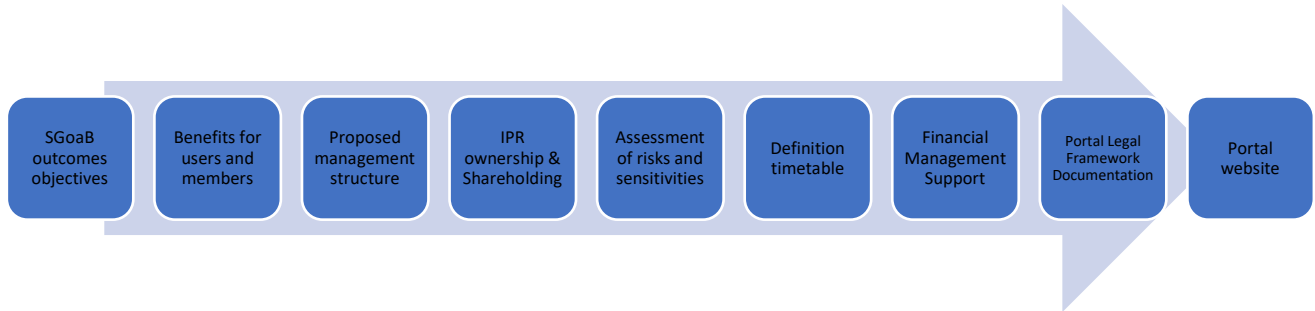 SGoaB
outcomes
objectives
Benefits for
users and
members
Proposed
management
structure
IPR
ownership &
Shareholding
Assessment
of risks and
sensitivities
Definition
timetable
Financial
Management
Support
Portal Legal
Framework
Documentation
Portal
website